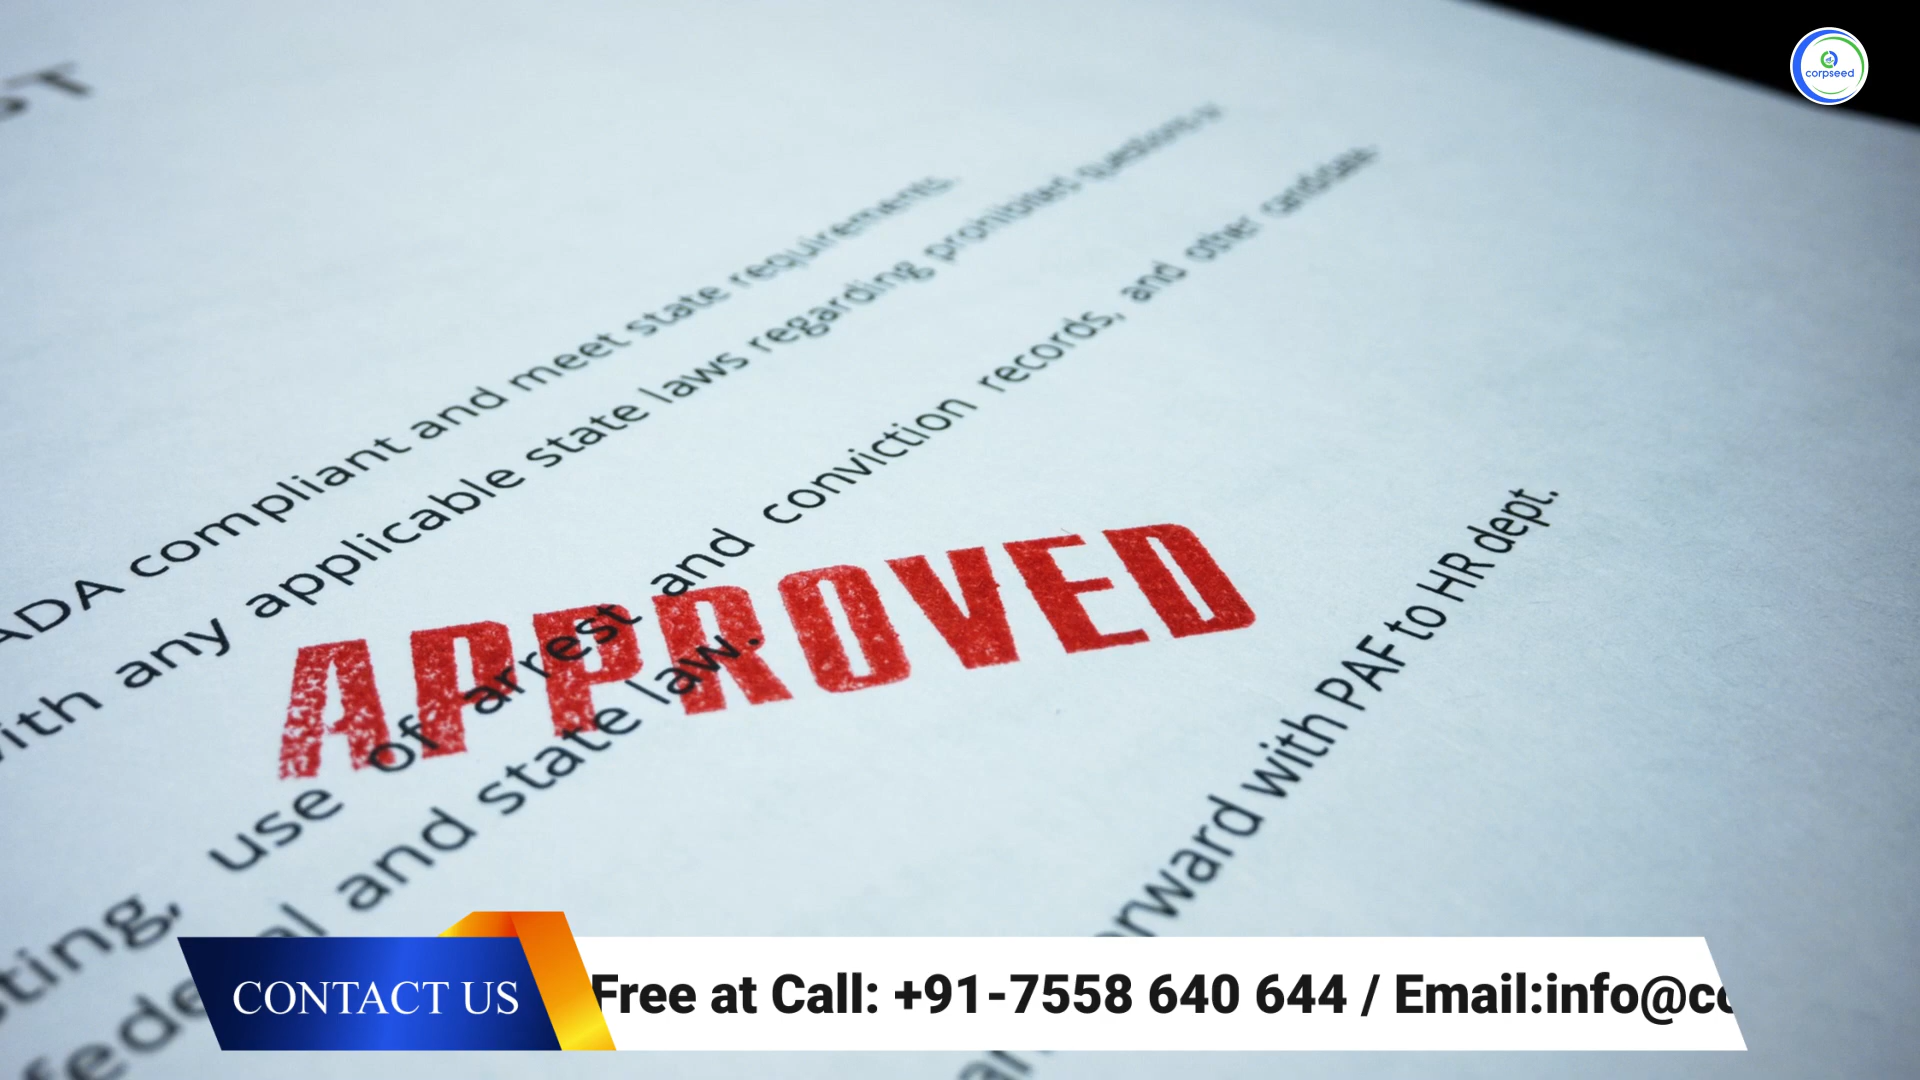 corpseed
ADA compliant and meet state requirements.
with any applicable state laws regarding prohibited questions
use of arrest and conviction records, and other
and state law.
APPROVED
with PAF to HR dept.
CONTACT US
Free at Call: +91-7558 640 644 / Email:info@co